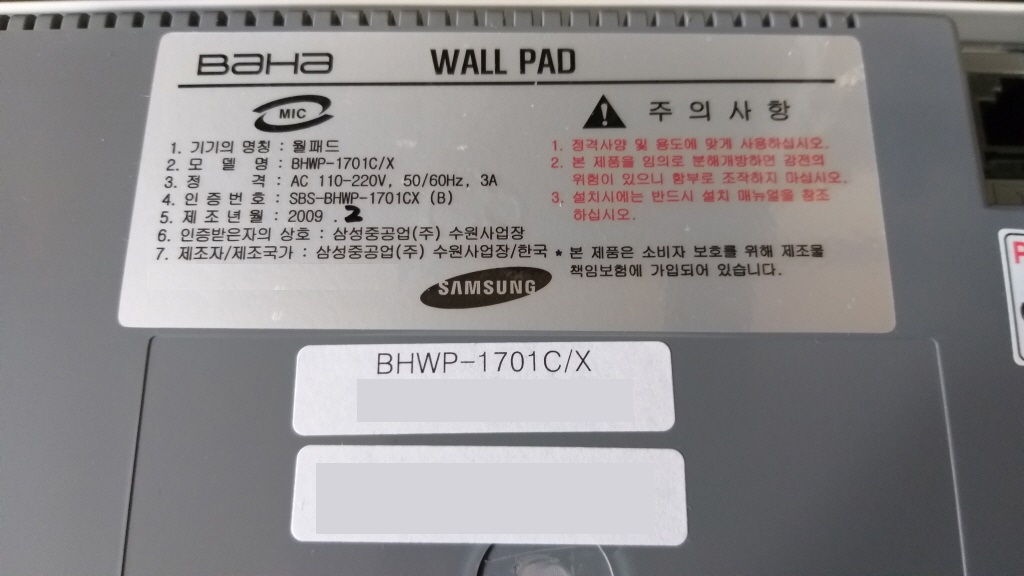 BaHa WALL PAD
MIC
1. 기기의 명칭 : 월패드
2. 모 델 명 : BHWP-1701C/X
3. 정 격 : AC 110-220V, 50/60Hz, 3A
4. 인 증 번 호 : SBS-BHWP-1701CX (B)
5. 제 조 년 월 : 2009 . 2
6. 인증받은자의 상호 : 삼성중공업(주) 수원사업장
7. 제조자/제조국가 : 삼성중공업(주) 수원사업장/한국
주 의 사 항
1. 정격사양 및 용도에 맞게 사용하십시오.
2. 본 제품을 임의로 분해개방하면 감전의
위험이 있으니 함부로 조작하지 마십시요.
3. 설치시에는 반드시 설치 매뉴얼을 참조
하십시오.
* 본 제품은 소비자 보호를 위해 제조물
책임보험에 가입되어 있습니다.
SAMSUNG
BHWP-1701C/X